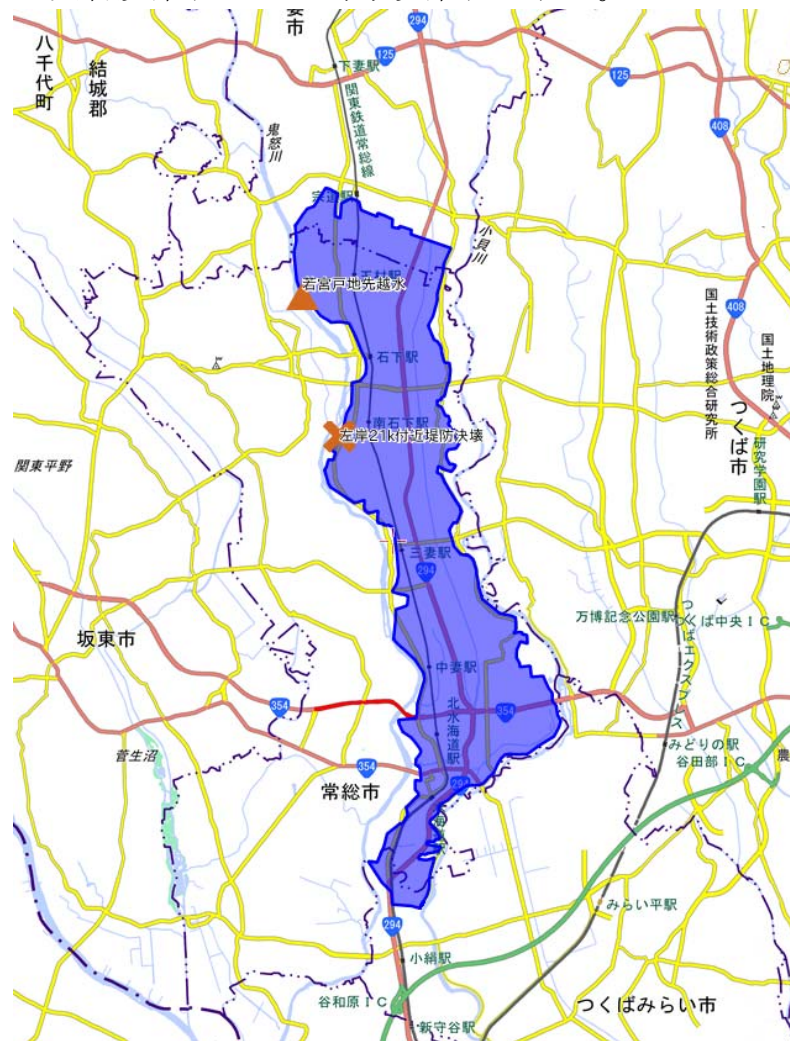 294
八千代町
結城郡
125
下妻駅
125
408
鬼怒川
関東鉄道常総線
小貝川
若宮戸地先越水
408
国土技術政策総合研究所
国土地理院
石下駅
つくば市
南石下駅
左岸21k付近堤防決壊
関東平野
研究学園駅
三妻駅
294
万博記念公園駅
つくば中央IC
つくばエクスプレス
坂東市
中妻駅
354
354
北水海道駅
みどりの駅
谷田部IC
農
菅生沼
354
294
常総市
みらい平駅
294
小絹駅
谷和原IC
つくばみらい市
新守谷駅